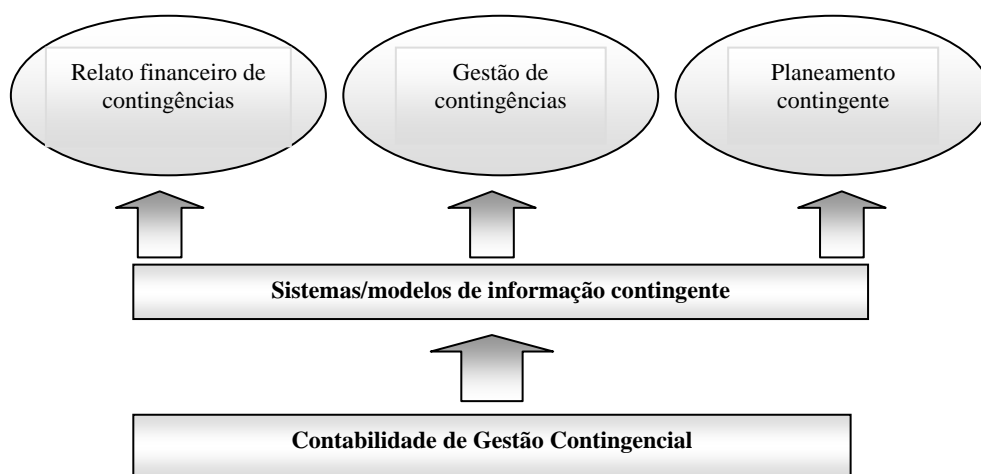 Relato financeiro de
contingências
Gestão de
contingências
Planeamento
contingente
Sistemas/modelos de informação contingente
Contabilidade de Gestão Contingencial